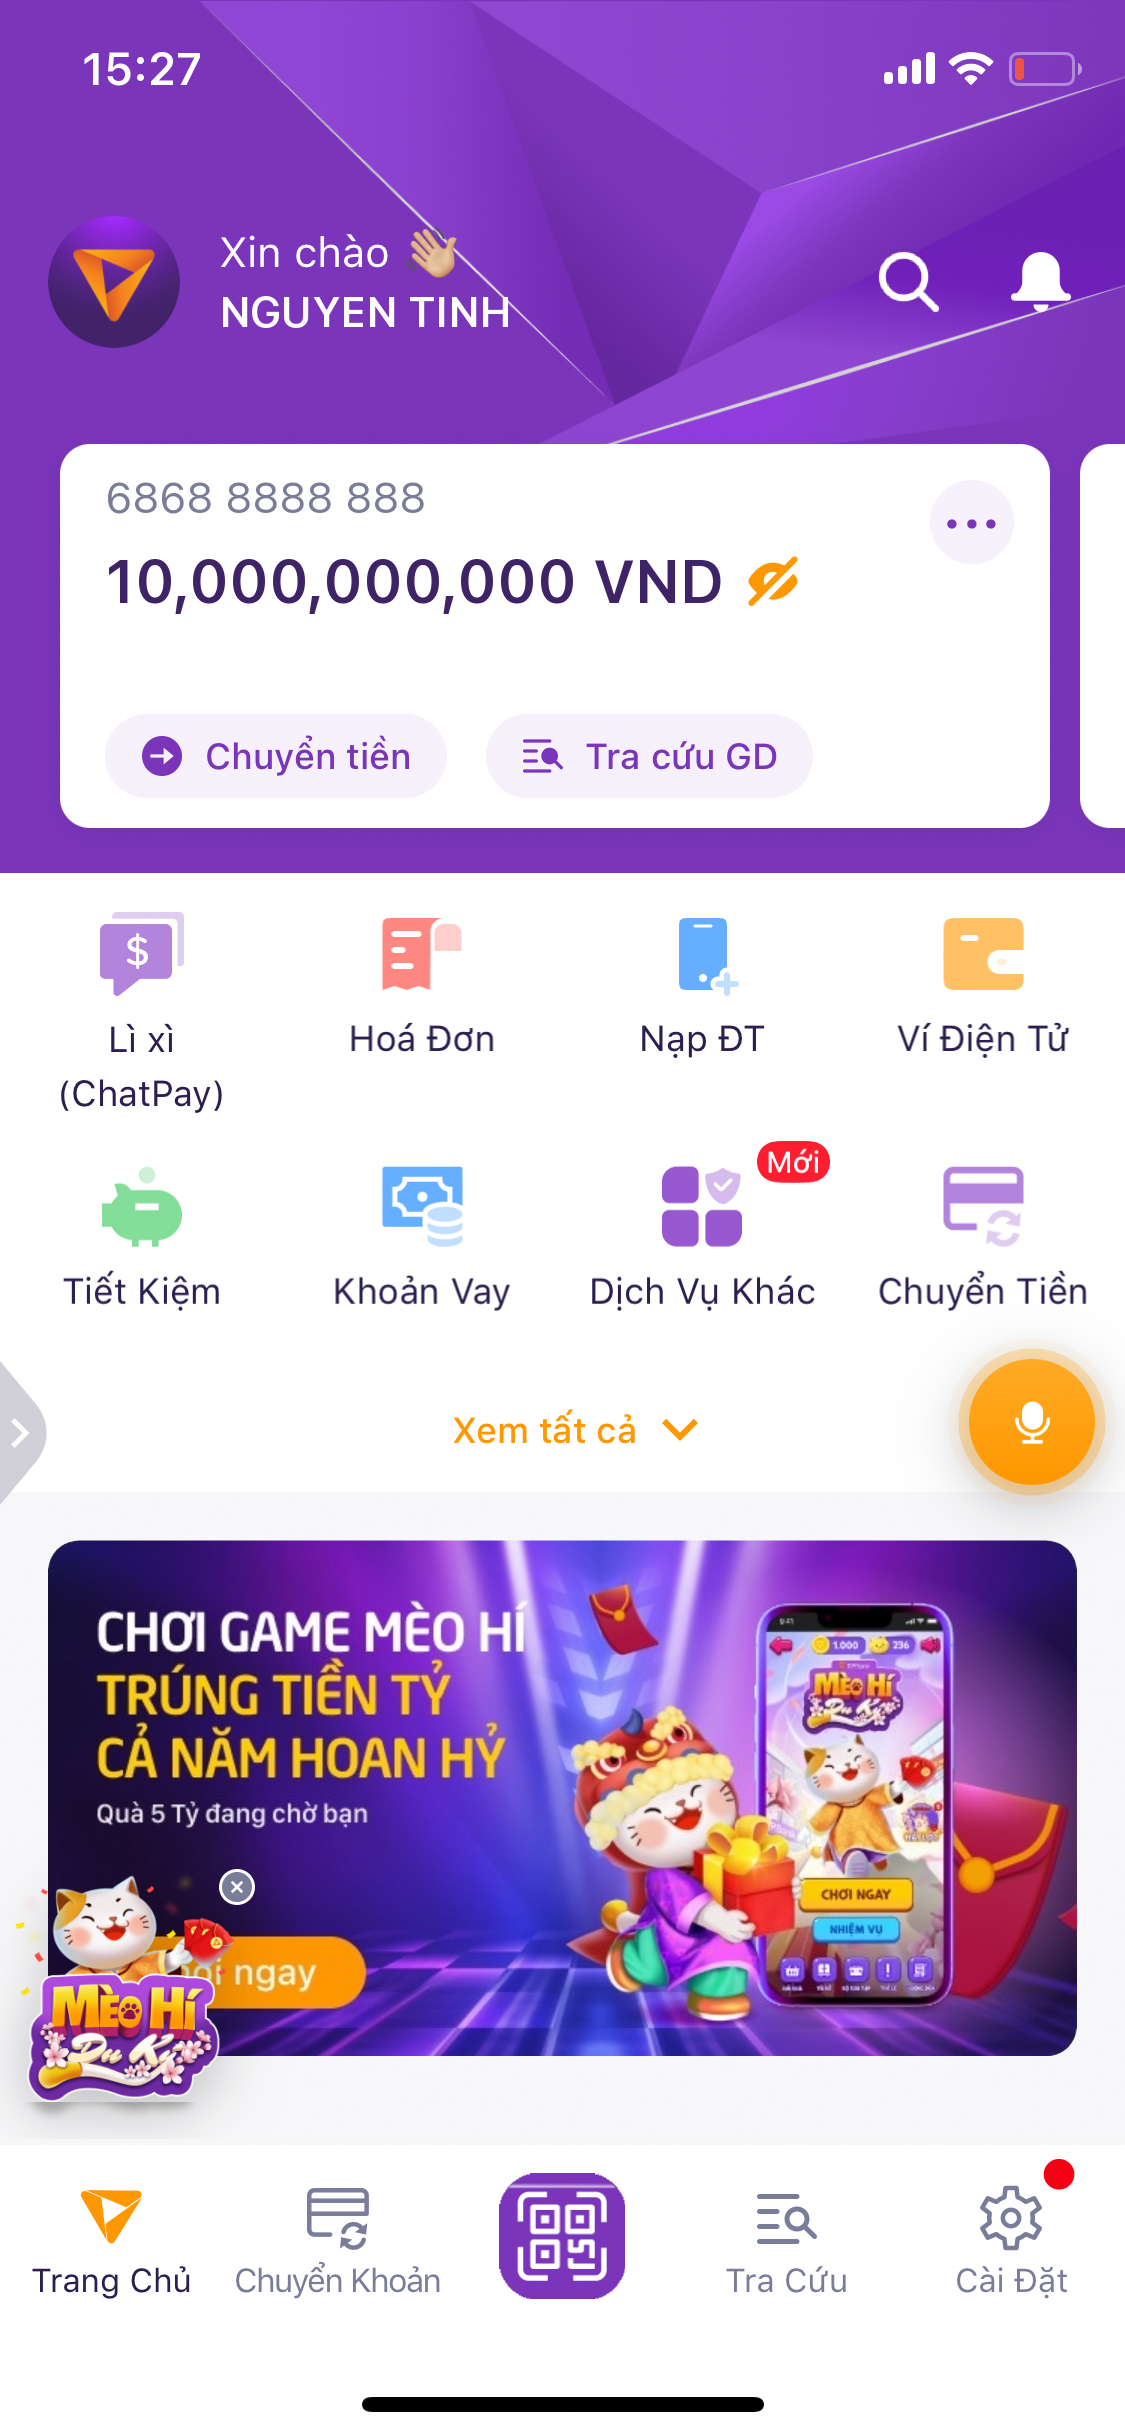 15:27
Xin chào 👋🏼
NGUYEN TINH
6868 8888 888
10,000,000,000 VND
Chuyển tiền
Tra cứu GD
Lì xì
(ChatPay)
Hoá Đơn
Nạp ĐT
Ví Điện Tử
Mới
Tiết Kiệm
Khoản Vay
Dịch Vụ Khác
Chuyển Tiền
Xem tất cả
CHƠI GAME MÈO HÍ
TRÚNG TIỀN TỶ
CẢ NĂM HOAN HỶ
Quà 5 Tỷ đang chờ bạn
ngay
9:41
1.000
236
MÈO HÍ
Du Ký
CHƠI NGAY
NHIỆM VỤ
MÈO HÍ
Du Ký
Trang Chủ
Chuyển Khoản
Tra Cứu
Cài Đặt